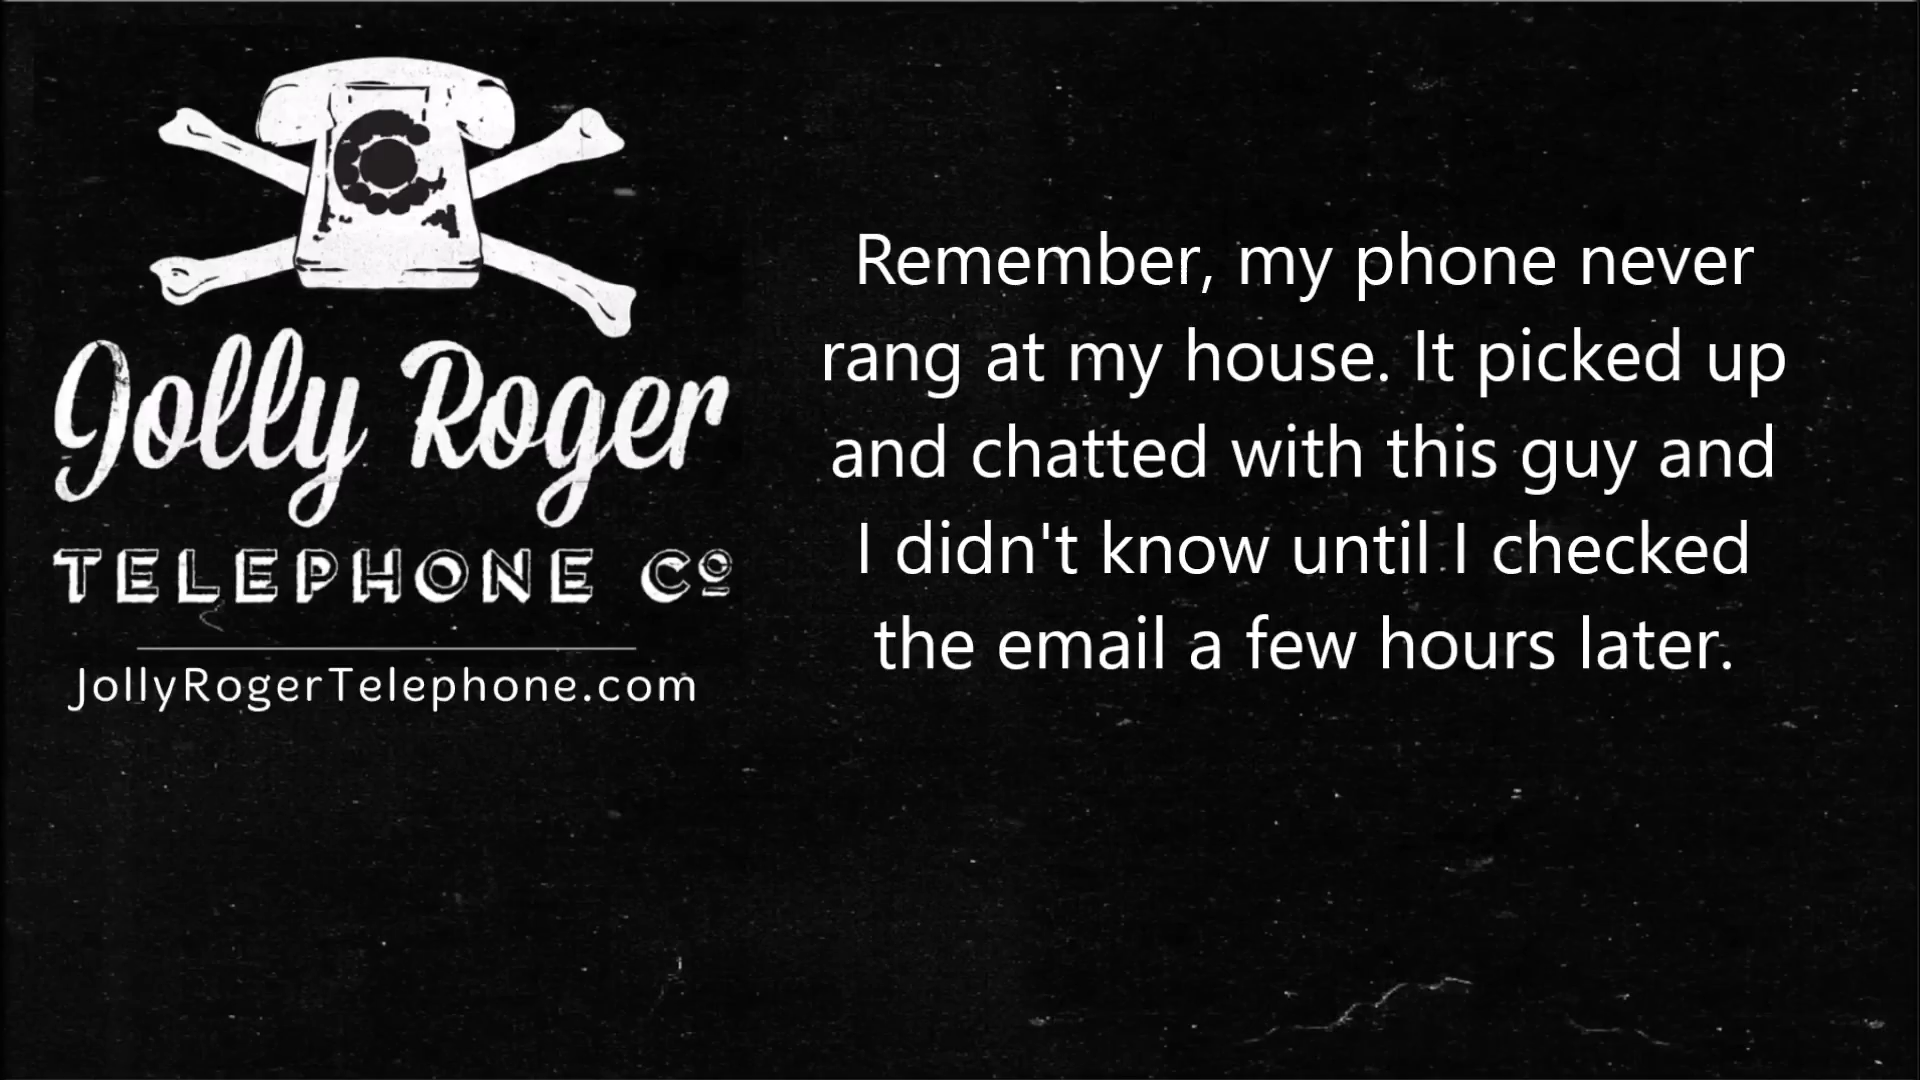 Jolly Roger
TELEPHONE Co
JollyRogerTelephone.com
Remember, my phone never
rang at my house. It picked up
and chatted with this guy and
I didn't know until I checked
the email a few hours later.